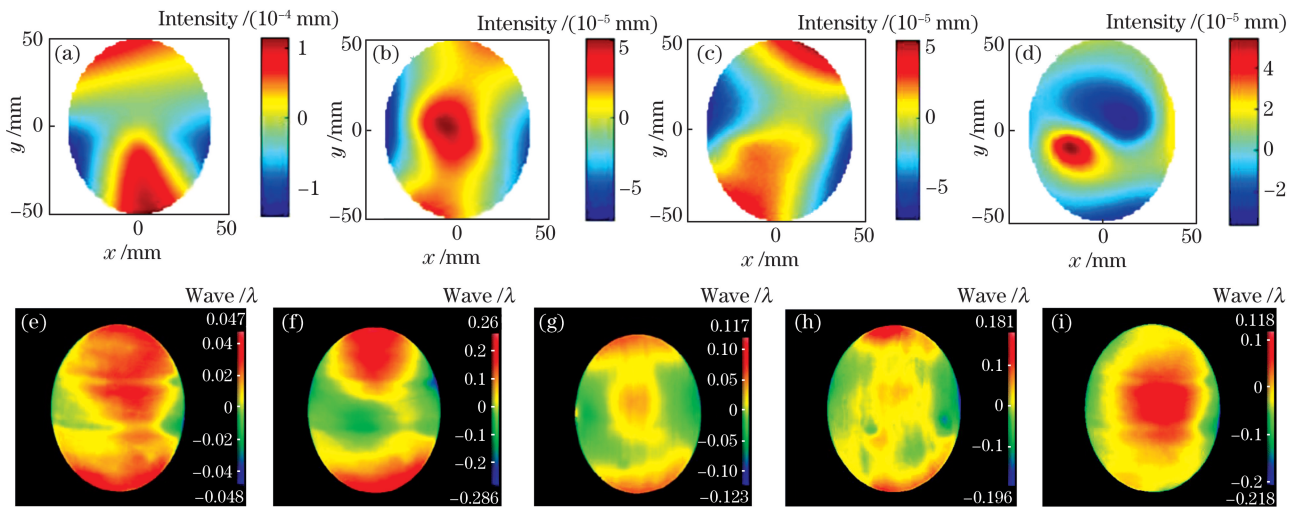 Intensity /(10⁻⁴ mm)
(a)
50
0
−50
y /mm
0
50
x /mm
1
0
−1
Intensity /(10⁻⁵ mm)
(b)
50
0
−50
y /mm
0
50
x /mm
5
0
−5
Intensity /(10⁻⁵ mm)
(c)
50
0
−50
y /mm
0
50
x /mm
5
0
−5
Intensity /(10⁻⁵ mm)
(d)
50
0
−50
y /mm
0
50
x /mm
4
2
0
−2
Wave /λ
(e)
0.047
0.04
0.02
0
−0.02
−0.04
−0.048
Wave /λ
(f)
0.26
0.2
0.1
0
−0.1
−0.2
−0.286
Wave /λ
(g)
0.117
0.10
0.05
0
−0.05
−0.10
−0.123
Wave /λ
(h)
0.181
0.1
0
−0.1
−0.196
Wave /λ
(i)
0.118
0.1
0
−0.1
−0.2
−0.218